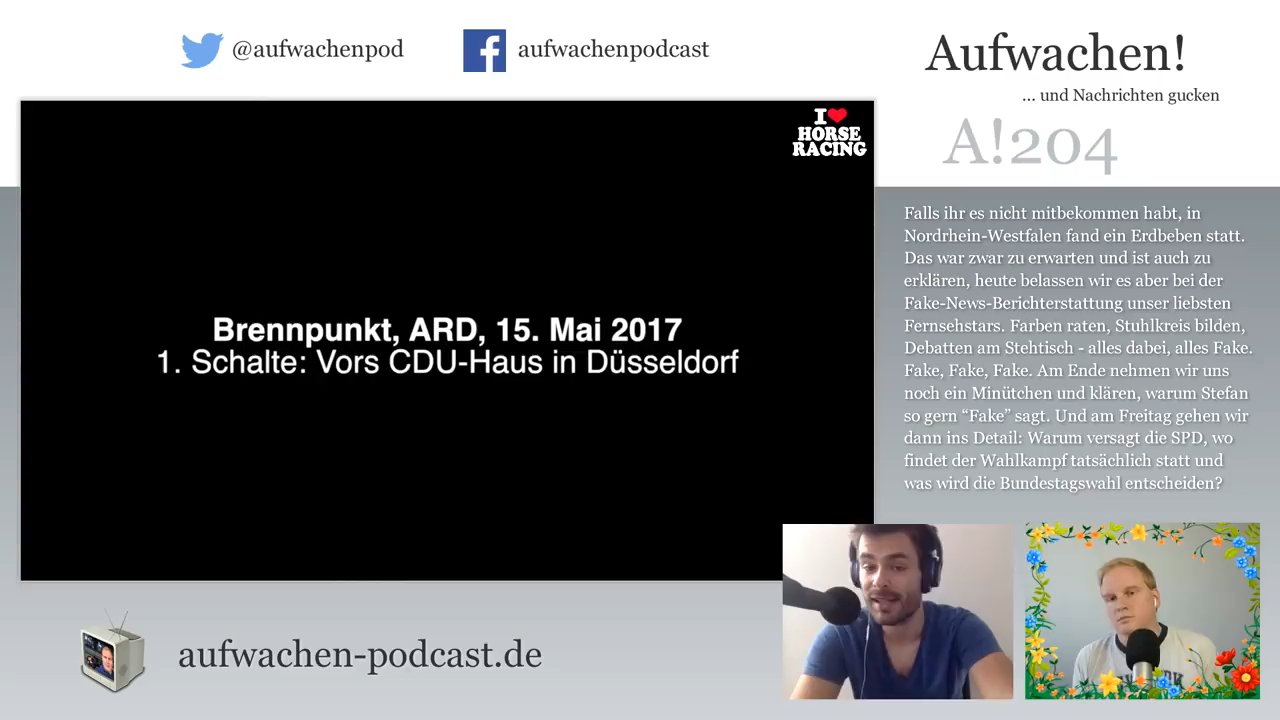 @aufwachenpod
aufwachenpodcast
Aufwachen!
... und Nachrichten gucken
A!204
I
HORSE
RACING
Brennpunkt, ARD, 15. Mai 2017
1. Schalte: Vors CDU-Haus in Düsseldorf
Falls ihr es nicht mitbekommen habt, in
Nordrhein-Westfalen fand ein Erdbeben statt.
Das war zwar zu erwarten und ist auch zu
erklären, heute belassen wir es aber bei der
Fake-News-Berichterstattung unser liebsten
Fernsehstars. Farben raten, Stuhlkreis bilden,
Debatten am Stehtisch - alles dabei, alles Fake.
Fake, Fake, Fake. Am Ende nehmen wir uns
noch ein Minütchen und klären, warum Stefan
so gern “Fake” sagt. Und am Freitag gehen wir
dann ins Detail: Warum versagt die SPD, wo
findet der Wahlkampf tatsächlich statt und
was wird die Bundestagswahl entscheiden?
aufwachen-podcast.de